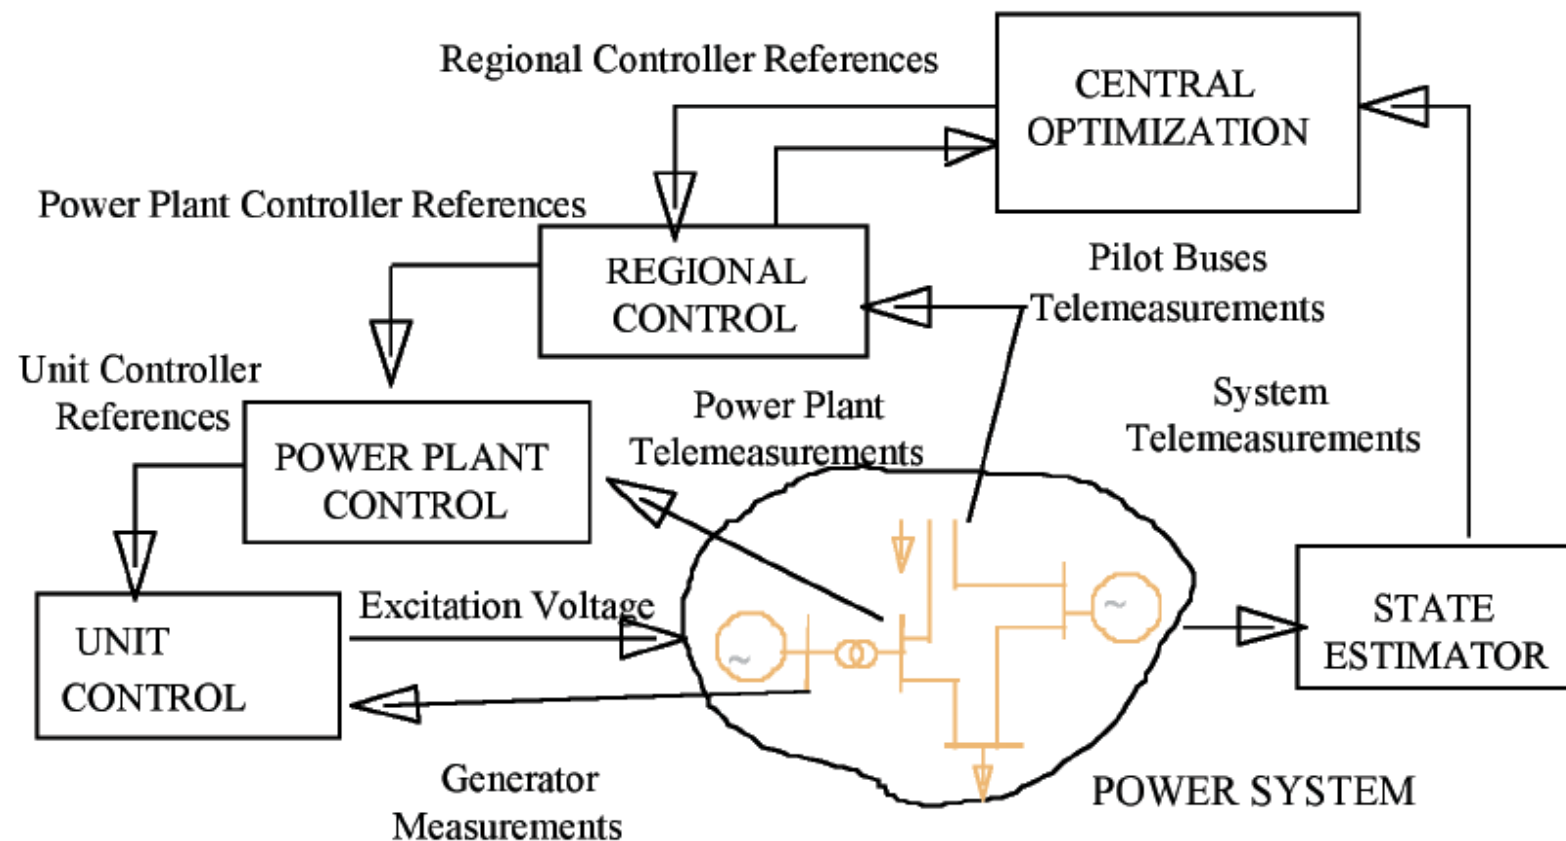 Regional Controller References
CENTRAL
OPTIMIZATION
Power Plant Controller References
REGIONAL
CONTROL
Pilot Buses
Telemeasurements
Unit Controller
References
Power Plant
Telemeasurements
System
Telemeasurements
POWER PLANT
CONTROL
Excitation Voltage
UNIT
CONTROL
~
~
STATE
ESTIMATOR
Generator
Measurements
POWER SYSTEM